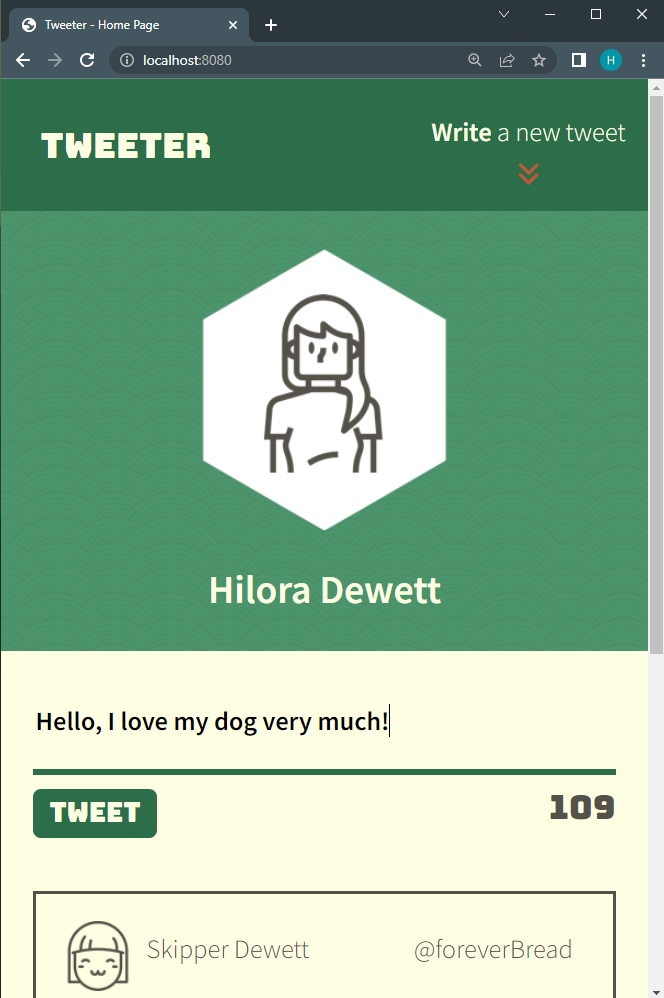 Tweeter - Home Page
localhost:8080
H
TWEETER
Write a new tweet
Hilora Dewett
Hello, I love my dog very much!
TWEET
109
Skipper Dewett
@foreverBread